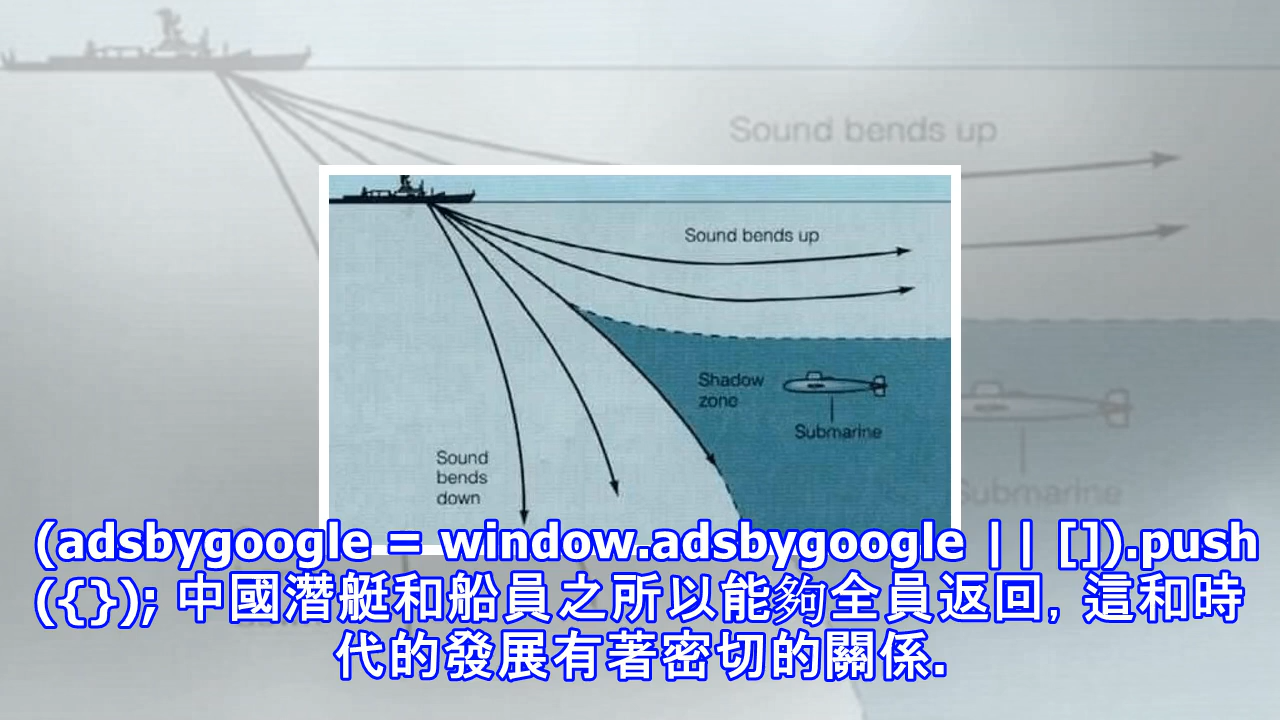 Sound bends up
Sound bends up
Shadow
zone
Submarine
Sound
bends
down
Submarine
(adsbygoogle = window.adsbygoogle || []).push
({}); 中國潛艇和船員之所以能夠全員返回, 這和時
代的發展有著密切的關係.